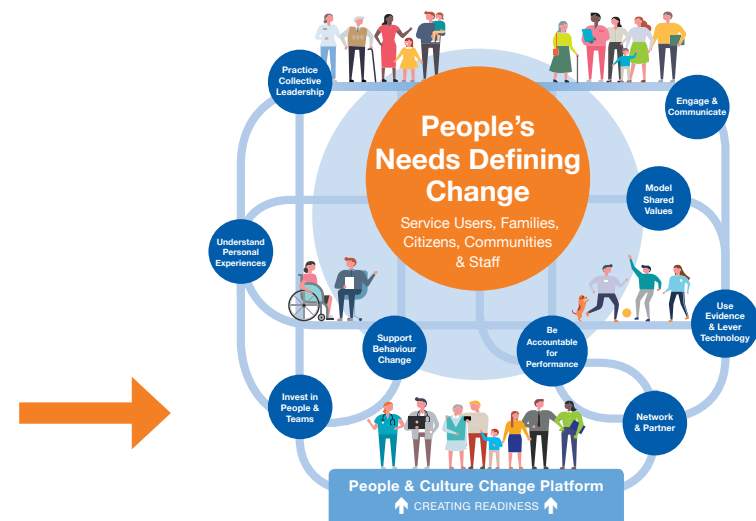 Practice
Collective
Leadership
Engage &
Communicate
People's
Needs Defining
Change
Service Users, Families,
Citizens, Communities
& Staff
Model
Shared
Values
Understand
Personal
Experiences
Use
Evidence
& Lever
Technology
Support
Behaviour
Change
Be
Accountable
for
Performance
Invest in
People &
Teams
Network
& Partner
People & Culture Change Platform
CREATING READINESS